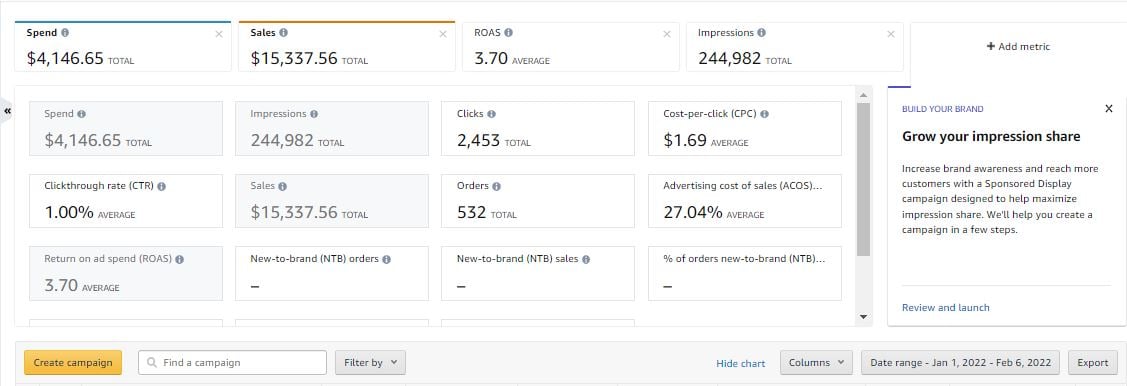 Spend
$4,146.65 TOTAL
Sales
$15,337.56 TOTAL
ROAS
3.70 AVERAGE
Impressions
244,982 TOTAL
+ Add metric
«
Spend
$4,146.65 TOTAL
Impressions
244,982 TOTAL
Clicks
2,453 TOTAL
Cost-per-click (CPC)
$1.69 AVERAGE
Clickthrough rate (CTR)
1.00% AVERAGE
Sales
$15,337.56 TOTAL
Orders
532 TOTAL
Advertising cost of sales (ACOS)...
27.04% AVERAGE
Return on ad spend (ROAS)
3.70 AVERAGE
New-to-brand (NTB) orders
–
New-to-brand (NTB) sales
–
% of orders new-to-brand (NTB)...
–
BUILD YOUR BRAND
Grow your impression share
Increase brand awareness and reach more
customers with a Sponsored Display
campaign designed to help maximize
impression share. We'll help you create a
campaign in a few steps.
Review and launch
Create campaign
Find a campaign
Filter by
Hide chart
Columns
Date range - Jan 1, 2022 - Feb 6, 2022
Export